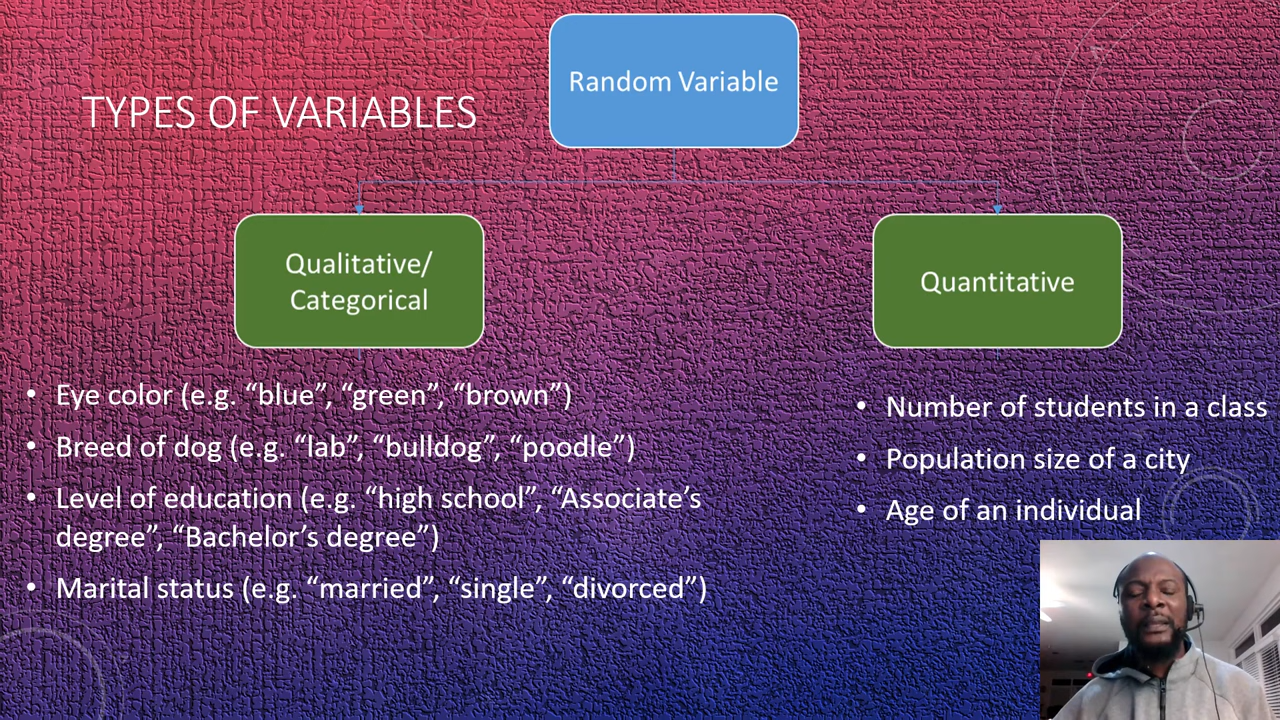 Random Variable
TYPES OF VARIABLES
Qualitative/
Categorical
Quantitative
• Eye color (e.g. “blue”, “green”, “brown”)
• Breed of dog (e.g. “lab”, “bulldog”, “poodle”)
• Level of education (e.g. “high school”, “Associate’s
degree”, “Bachelor’s degree”)
• Marital status (e.g. “married”, “single”, “divorced”)
• Number of students in a class
• Population size of a city
• Age of an individual